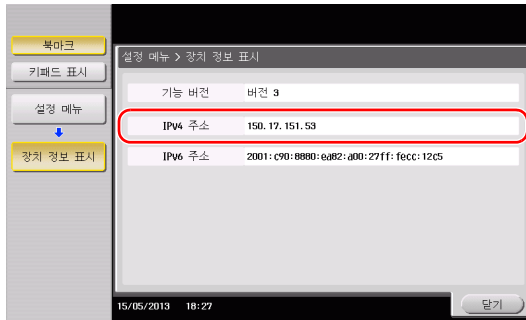 북마크
키패드 표시
설정 메뉴
장치 정보 표시
설정 메뉴 > 장치 정보 표시
기능 버전 버전 3
IPv4 주소 150.17.151.53
IPv6 주소 2001:c90:8880:ea82:a00:27ff:fecc:12c5
15/05/2013 18:27
닫기